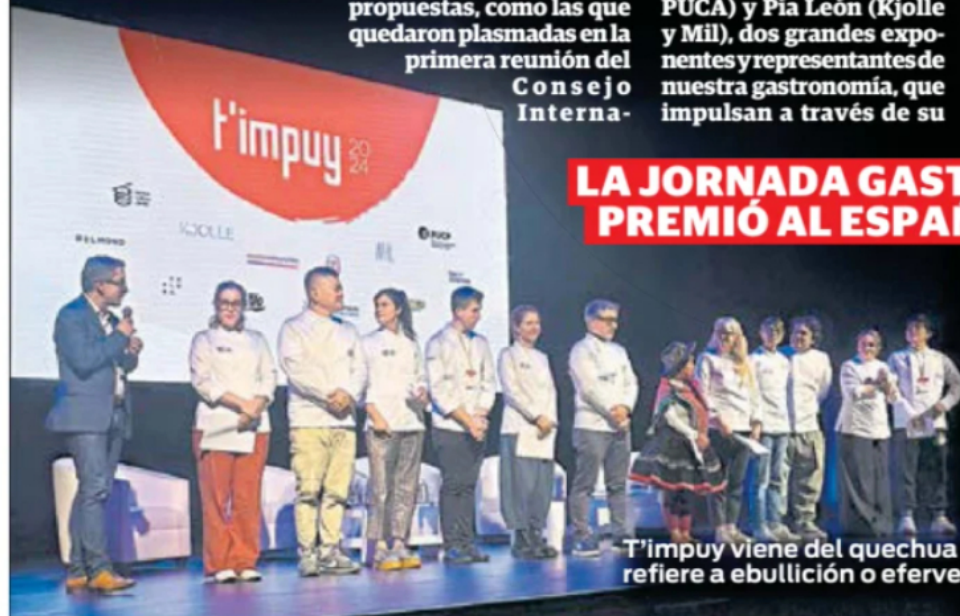 propuestas, como las que
quedaron plasmadas en la
primera reunión del
Consejo
Interna-
PUCA) y Pía León (Kjolle
y Mil), dos grandes expo-
nentes y representantes de
nuestra gastronomía, que
impulsan a través de su
LA JORNADA GAST
PREMIÓ AL ESPAÑ
t'impuy 2024
KJOLLE
BELMOND
PUCP
MIL
T'impuy viene del quechua
refiere a ebullición o eferve